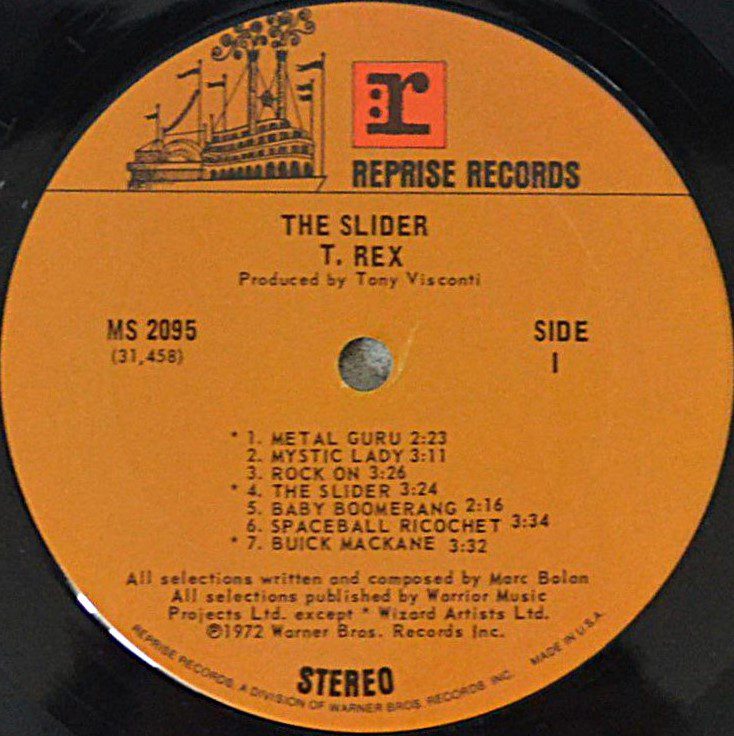 r
REPRISE RECORDS
THE SLIDER
T. REX
Produced by Tony Visconti
MS 2095
(31,458)
SIDE
1
* 1. METAL GURU 2:23
2. MYSTIC LADY 3:11
3. ROCK ON 3:26
* 4. THE SLIDER 3:24
5. BABY BOOMERANG 2:16
6. SPACEBALL RICOCHET 3:34
* 7. BUICK MACKANE 3:32
All selections written and composed by Marc Bolan
All selections published by Warrior Music
Projects Ltd. except * Wizard Artists Ltd.
℗1972 Warner Bros. Records Inc.
STEREO
REPRISE RECORDS, A DIVISION OF WARNER BROS. RECORDS, INC. MADE IN U.S.A.